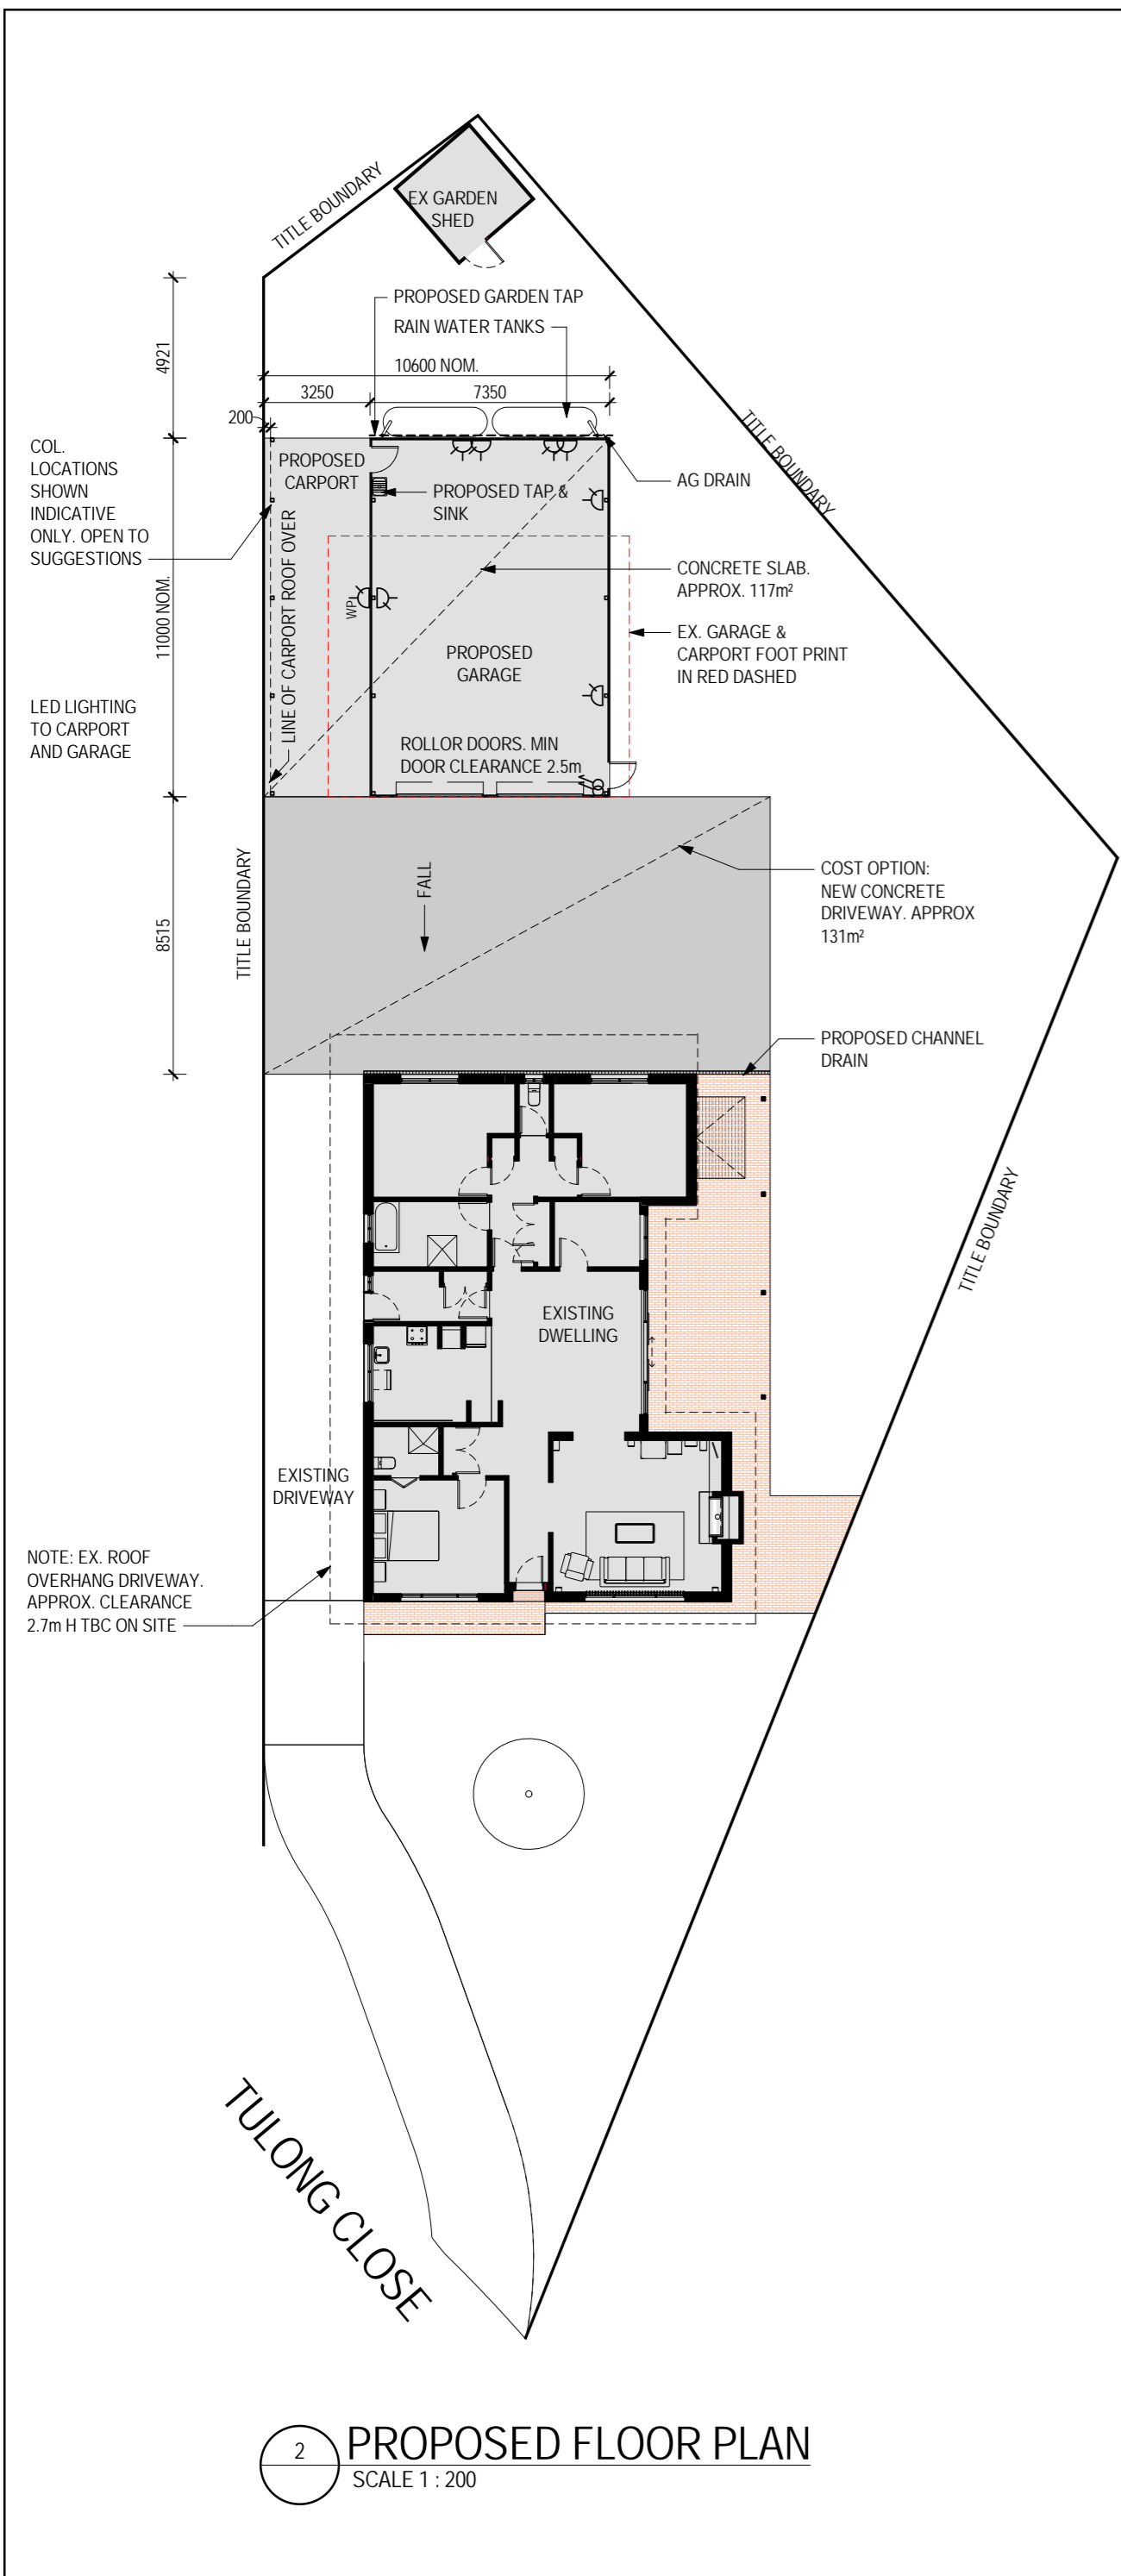 TITLE BOUNDARY
EX GARDEN
SHED
PROPOSED GARDEN TAP
RAIN WATER TANKS
4921
10600 NOM.
3250
7350
200
COL.
LOCATIONS
SHOWN
INDICATIVE
ONLY. OPEN TO
SUGGESTIONS
PROPOSED
CARPORT
PROPOSED TAP &
SINK
AG DRAIN
TITLE BOUNDARY
LINE OF CARPORT ROOF OVER
CONCRETE SLAB.
APPROX. 117m²
WP
11000 NOM.
EX. GARAGE &
CARPORT FOOT PRINT
IN RED DASHED
PROPOSED
GARAGE
LED LIGHTING
TO CARPORT
AND GARAGE
ROLLOR DOORS. MIN
DOOR CLEARANCE 2.5m
TITLE BOUNDARY
8515
FALL
COST OPTION:
NEW CONCRETE
DRIVEWAY. APPROX
131m²
PROPOSED CHANNEL
DRAIN
TITLE BOUNDARY
EXISTING
DWELLING
EXISTING
DRIVEWAY
NOTE: EX. ROOF
OVERHANG DRIVEWAY.
APPROX. CLEARANCE
2.7m H TBC ON SITE
TULONG CLOSE
2
PROPOSED FLOOR PLAN
SCALE 1 : 200